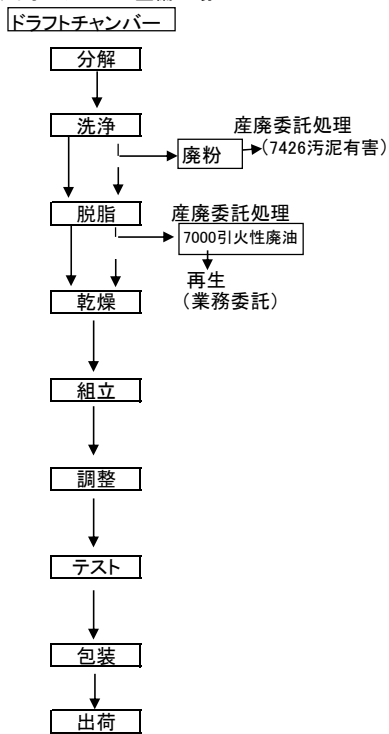 ドラフトチャンバー
分解
洗浄
産廃委託処理
廃粉
(7426汚泥有害)
脱脂
産廃委託処理
7000引火性廃油
再生
(業務委託)
乾燥
組立
調整
テスト
包装
出荷